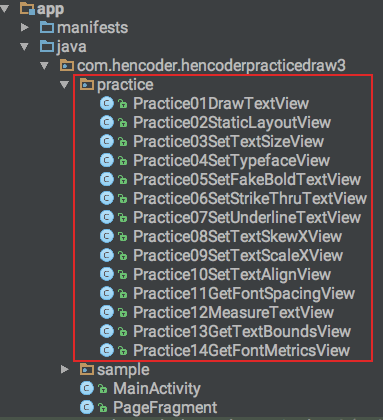 app
manifests
java
com.hencoder.hencoderpracticedraw3
practice
Practice01DrawTextView
Practice02StaticLayoutView
Practice03SetTextSizeView
Practice04SetTypefaceView
Practice05SetFakeBoldTextView
Practice06SetStrikeThruTextView
Practice07SetUnderlineTextView
Practice08SetTextSkewXView
Practice09SetTextScaleXView
Practice10SetTextAlignView
Practice11GetFontSpacingView
Practice12MeasureTextView
Practice13GetTextBoundsView
Practice14GetFontMetricsView
sample
MainActivity
PageFragment